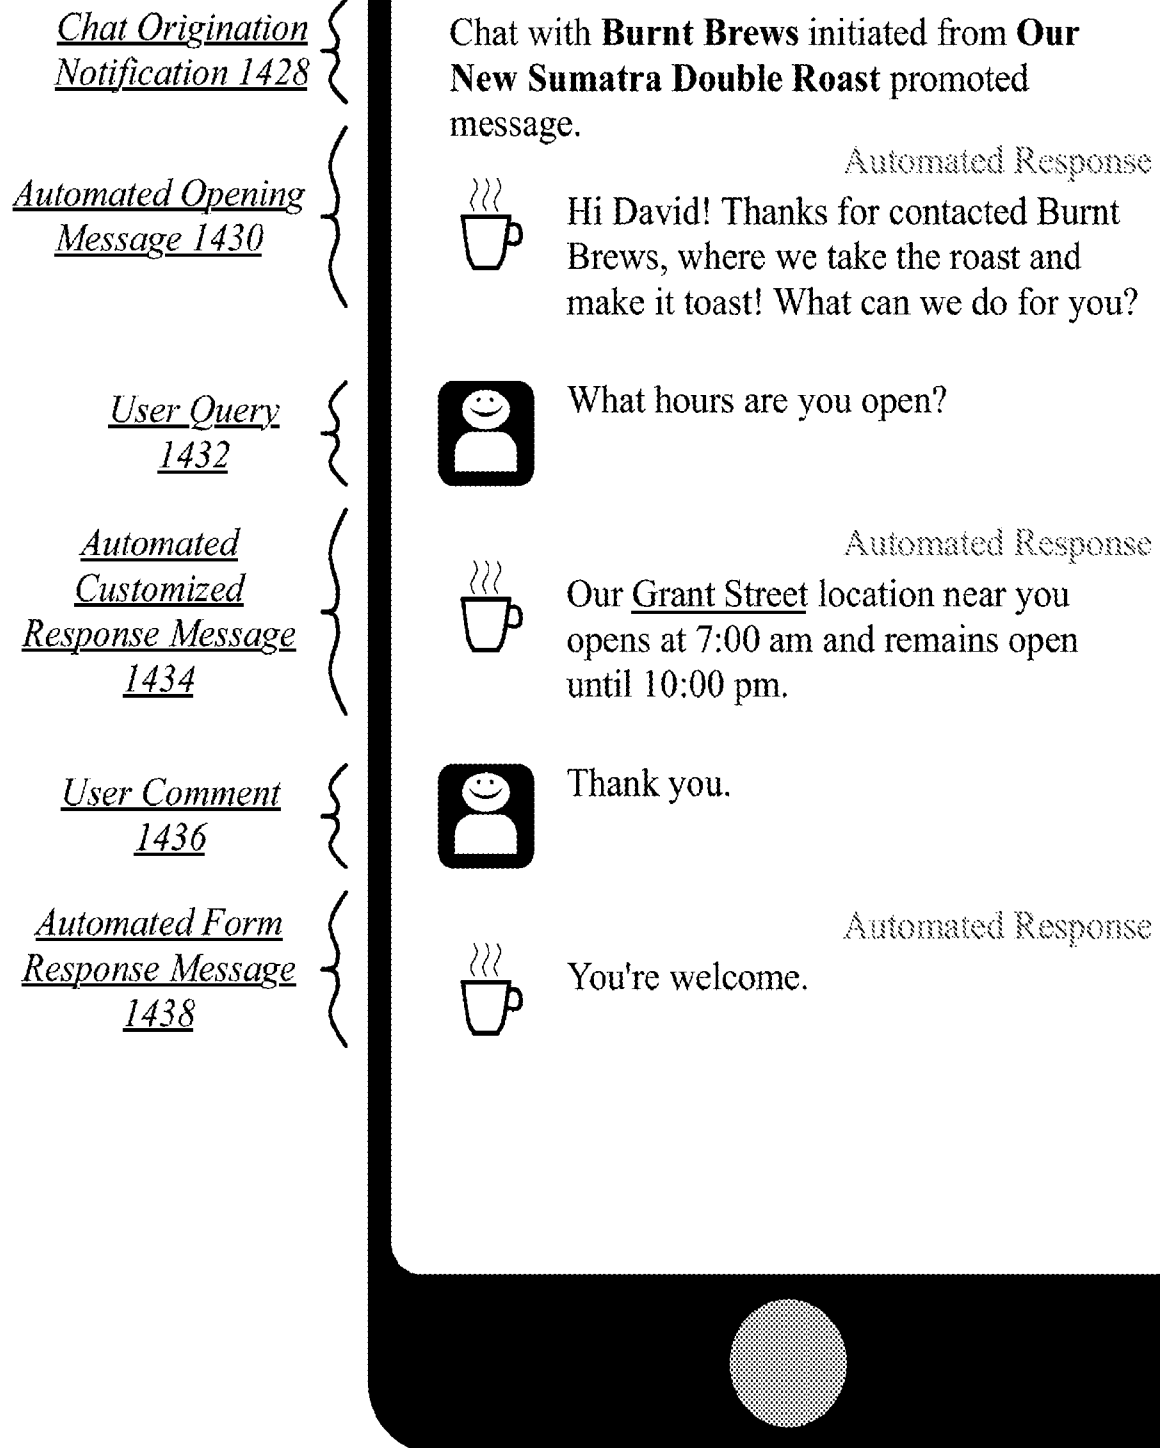 Chat Origination
Notification 1428
Chat with Burnt Brews initiated from Our
New Sumatra Double Roast promoted
message.
Automated Opening
Message 1430
Automated Response
Hi David! Thanks for contacted Burnt
Brews, where we take the roast and
make it toast! What can we do for you?
User Query
1432
What hours are you open?
Automated
Customized
Response Message
1434
Automated Response
Our Grant Street location near you
opens at 7:00 am and remains open
until 10:00 pm.
User Comment
1436
Thank you.
Automated Form
Response Message
1438
Automated Response
You're welcome.